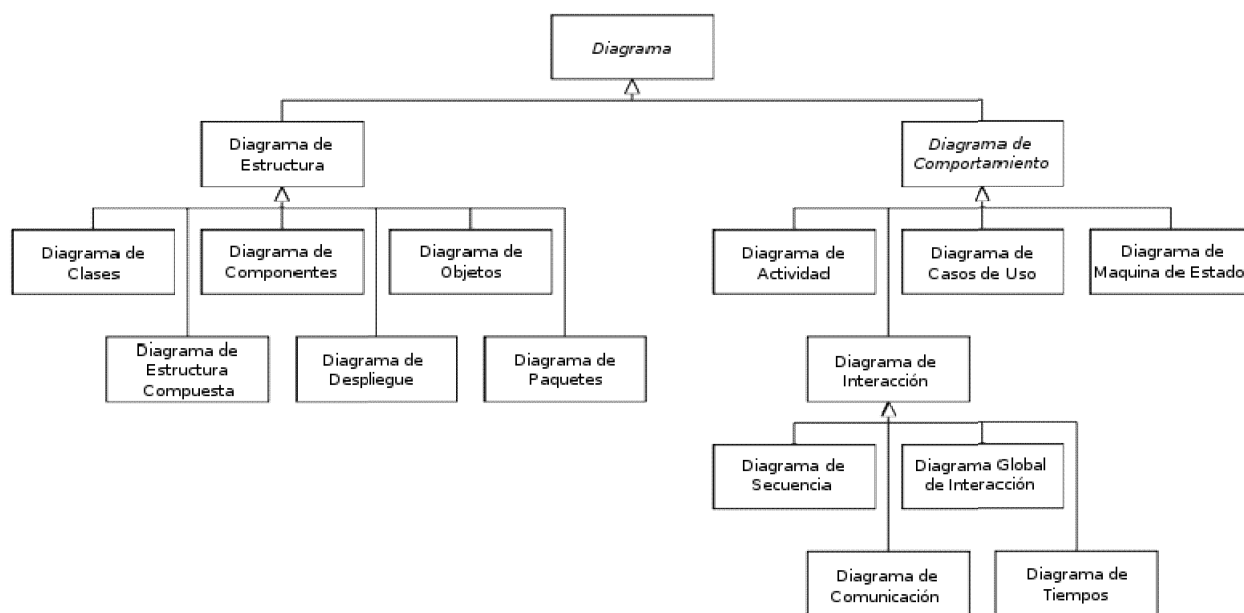 Diagrama
Diagrama de
Estructura
Diagrama de
Comportamiento
Diagrama de
Clases
Diagrama de
Componentes
Diagrama de
Objetos
Diagrama de
Actividad
Diagrama de
Casos de Uso
Diagrama de
Maquina de Estado
Diagrama de
Estructura
Compuesta
Diagrama de
Despliegue
Diagrama de
Paquetes
Diagrama de
Interacción
Diagrama de
Secuencia
Diagrama Global
de Interacción
Diagrama de
Comunicación
Diagrama de
Tiempos